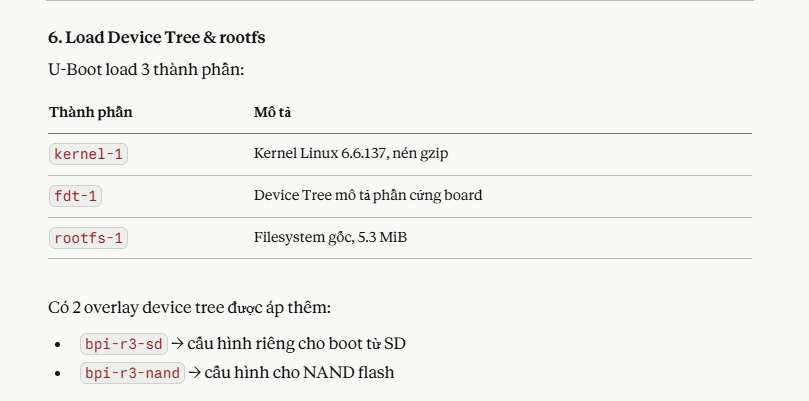 6. Load Device Tree & rootfs
U-Boot load 3 thành phần:
Thành phần Mô tả
kernel-1 Kernel Linux 6.6.137, nén gzip
fdt-1 Device Tree mô tả phần cứng board
rootfs-1 Filesystem gốc, 5.3 MiB
Có 2 overlay device tree được áp thêm:
• bpi-r3-sd → cấu hình riêng cho boot từ SD
• bpi-r3-nand → cấu hình cho NAND flash